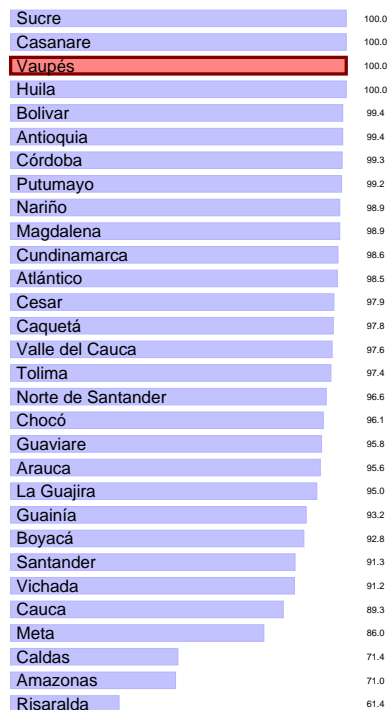 Sucre 100.0
Casanare 100.0
Vaupés 100.0
Huila 100.0
Bolivar 99.4
Antioquia 99.4
Córdoba 99.3
Putumayo 99.2
Nariño 98.9
Magdalena 98.9
Cundinamarca 98.6
Atlántico 98.5
Cesar 97.9
Caquetá 97.8
Valle del Cauca 97.6
Tolima 97.4
Norte de Santander 96.6
Chocó 96.1
Guaviare 95.8
Arauca 95.6
La Guajira 95.0
Guainía 93.2
Boyacá 92.8
Santander 91.3
Vichada 91.2
Cauca 89.3
Meta 86.0
Caldas 71.4
Amazonas 71.0
Risaralda 61.4